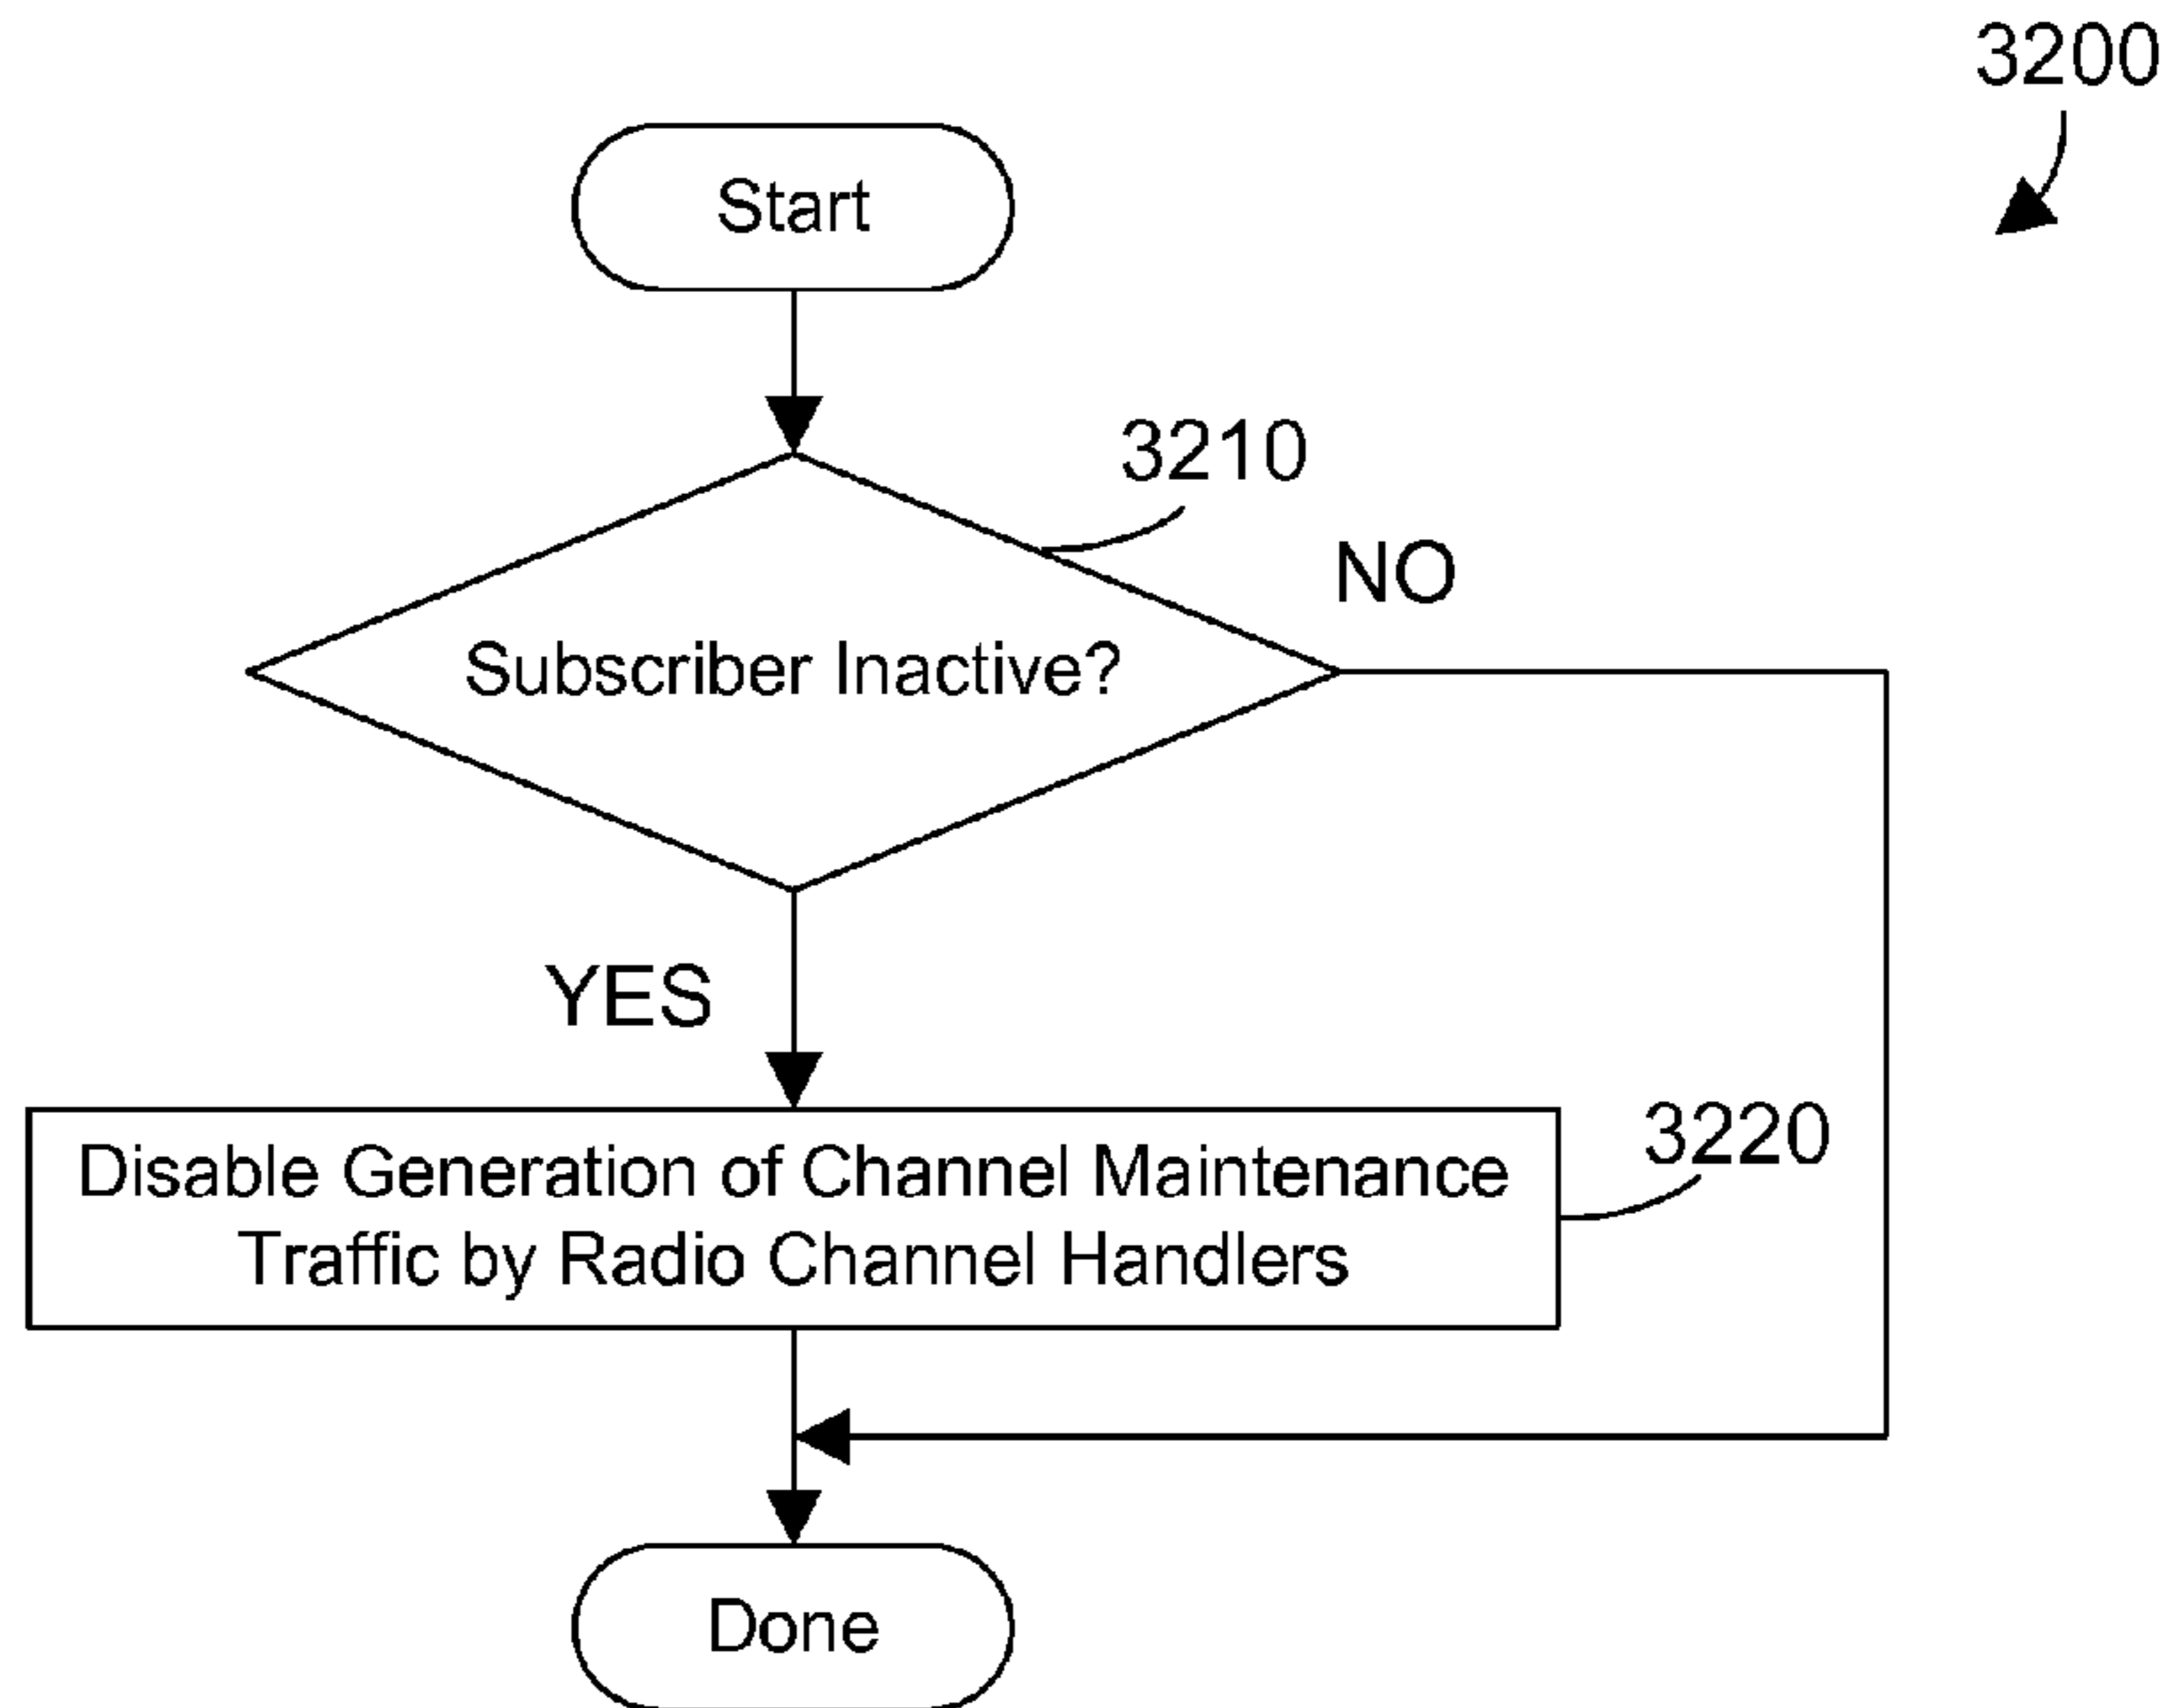 3200
Start
3210
NO
Subscriber Inactive?
YES
3220
Disable Generation of Channel Maintenance
Traffic by Radio Channel Handlers
Done